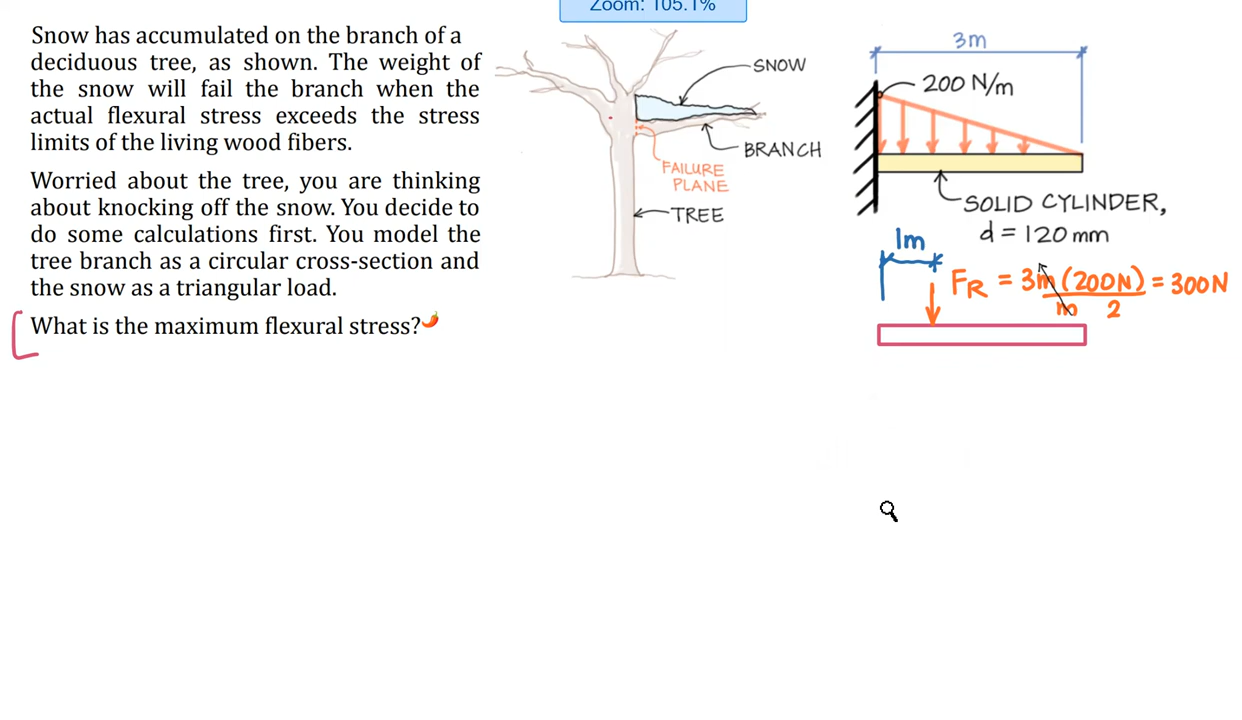 Zoom: 105.1%
Snow has accumulated on the branch of a
deciduous tree, as shown. The weight of
the snow will fail the branch when the
actual flexural stress exceeds the stress
limits of the living wood fibers.
Worried about the tree, you are thinking
about knocking off the snow. You decide to
do some calculations first. You model the
tree branch as a circular cross-section and
the snow as a triangular load.
What is the maximum flexural stress?
SNOW
BRANCH
FAILURE
PLANE
TREE
3m
200 N/m
SOLID CYLINDER,
d = 120 mm
1m
FR = 3m (200N) = 300N
m 2